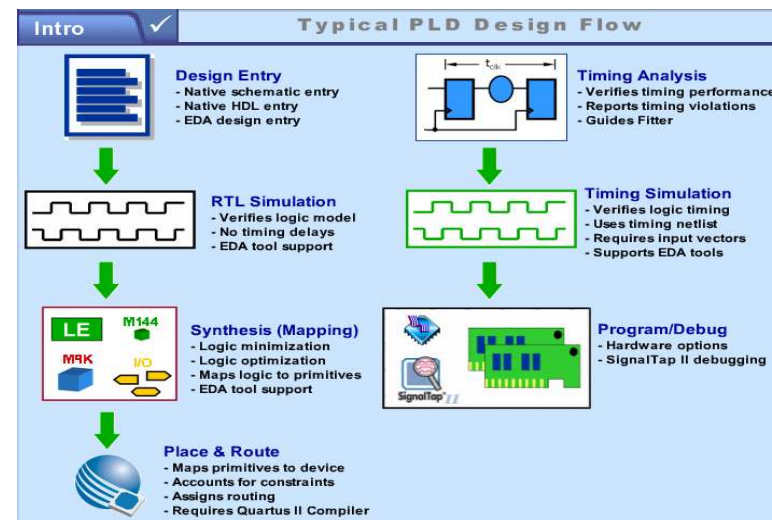 Intro
Typical PLD Design Flow
Design Entry
- Native schematic entry
- Native HDL entry
- EDA design entry
RTL Simulation
- Verifies logic model
- No timing delays
- EDA tool support
LE
M144
M9K
I/O
Synthesis (Mapping)
- Logic minimization
- Logic optimization
- Maps logic to primitives
- EDA tool support
Place & Route
- Maps primitives to device
- Accounts for constraints
- Assigns routing
- Requires Quartus II Compiler
tclk
Timing Analysis
- Verifies timing performance
- Reports timing violations
- Guides Fitter
Timing Simulation
- Verifies logic timing
- Uses timing netlist
- Requires input vectors
- Supports EDA tools
SignalTap II
Program/Debug
- Hardware options
- SignalTap II debugging